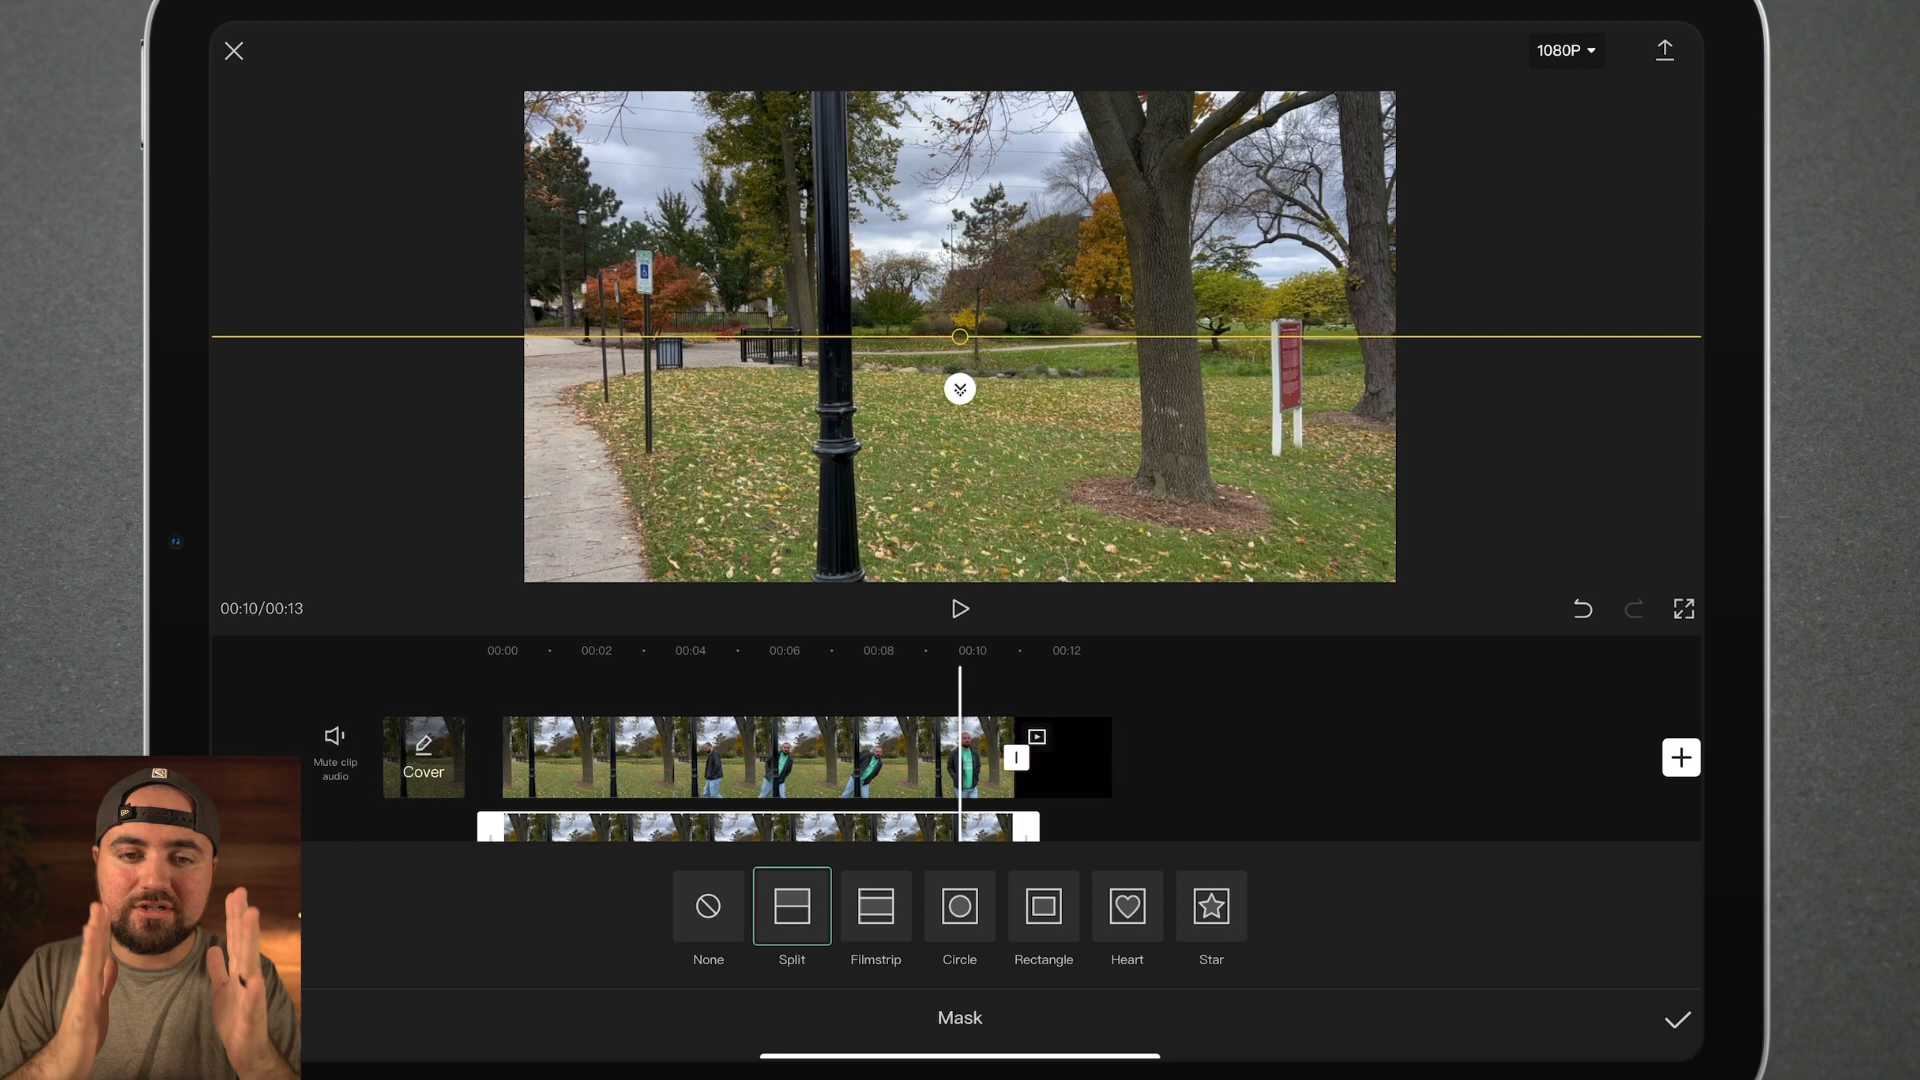 1080P
00:10/00:13
00:00
00:02
00:04
00:06
00:08
00:10
00:12
Mute clip
audio
Cover
None
Split
Filmstrip
Circle
Rectangle
Heart
Star
Mask